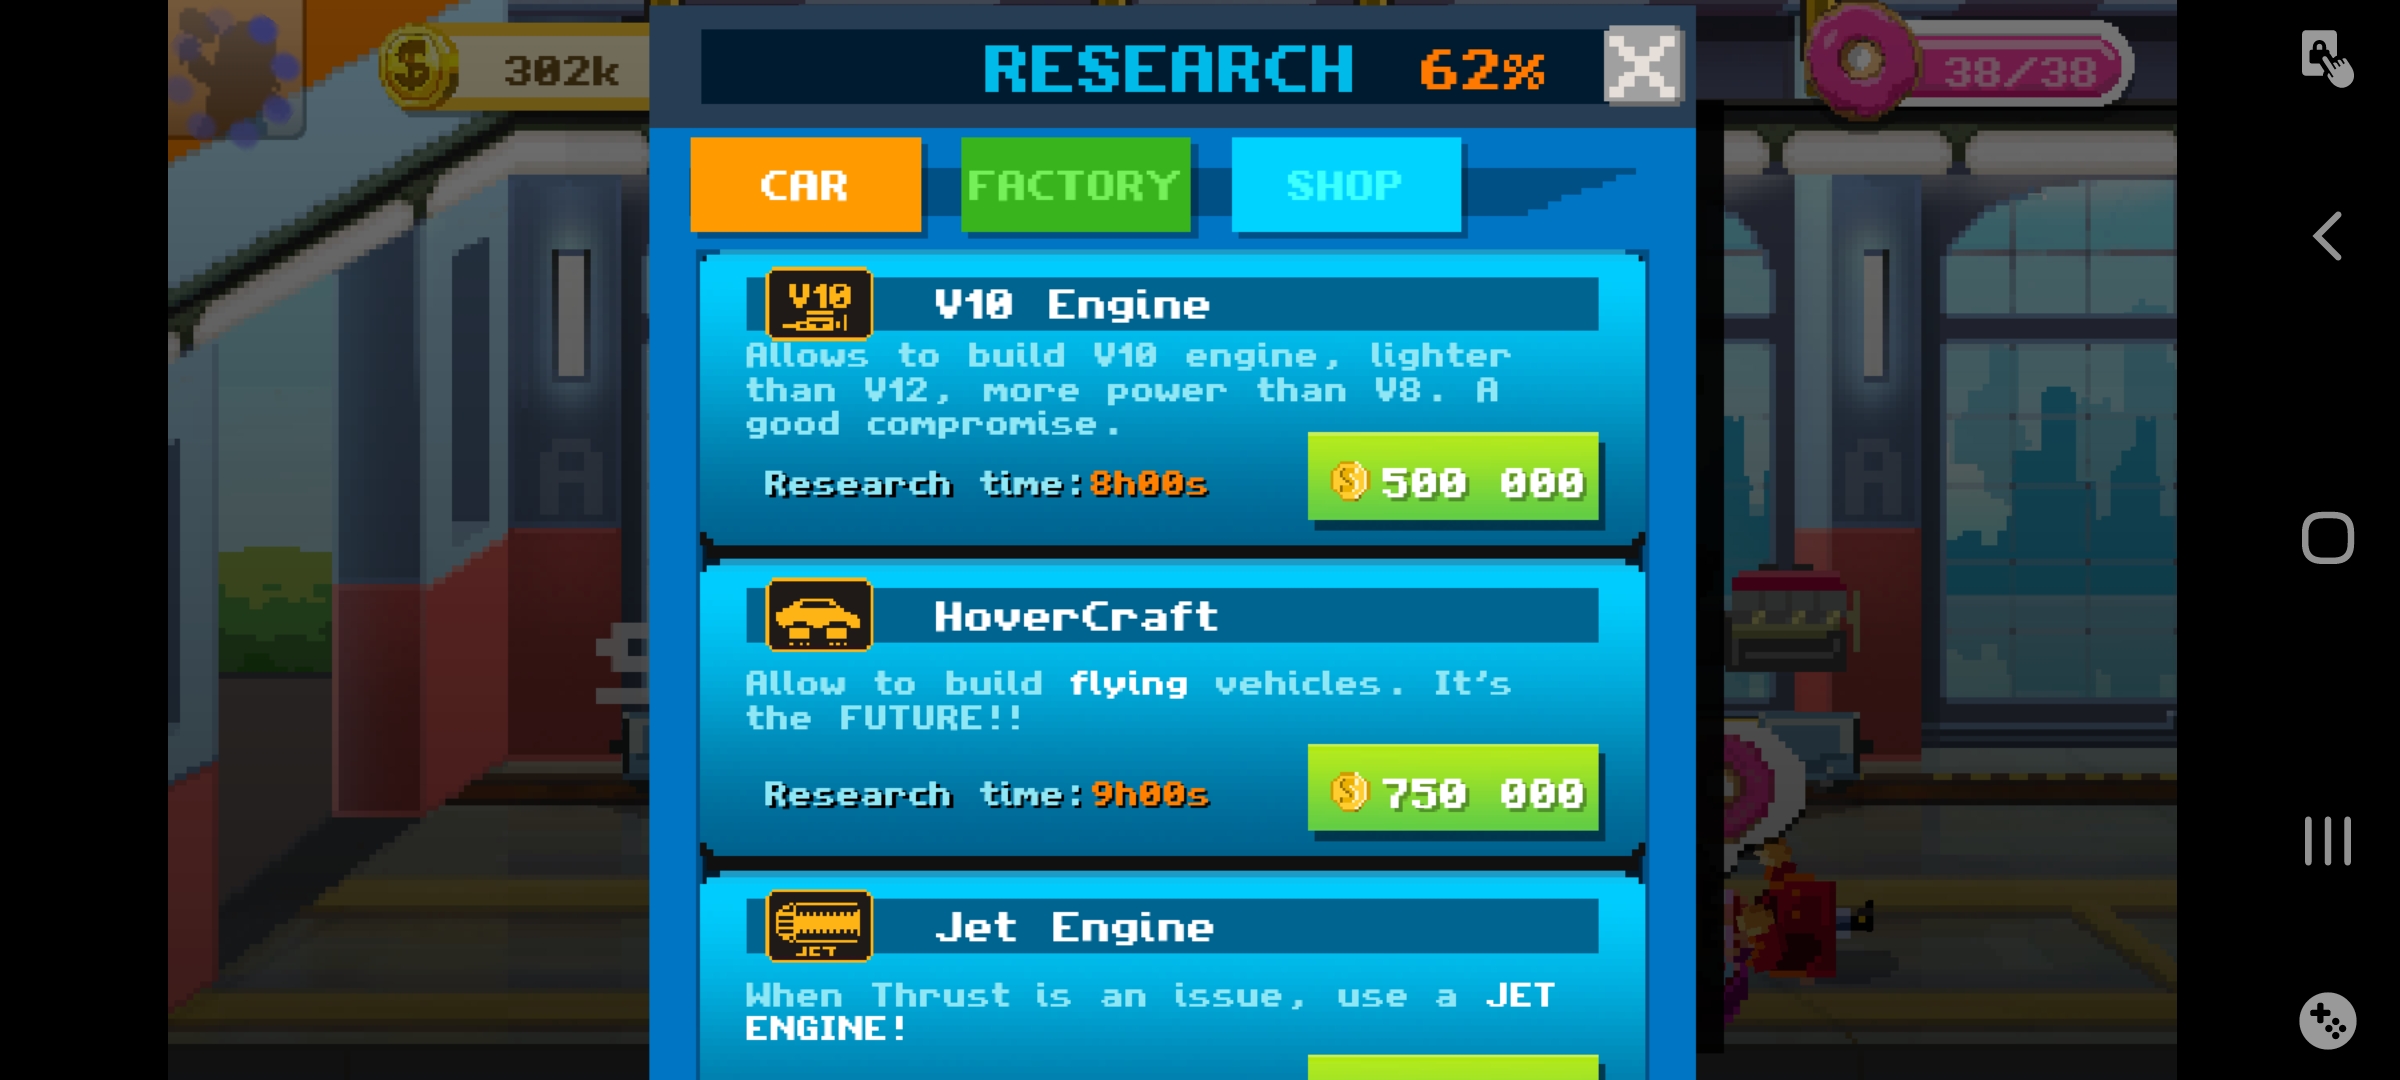 302k
RESEARCH 62%
38/38
CAR FACTORY SHOP
V10
V10 Engine
Allows to build V10 engine, lighter
than V12, more power than V8. A
good compromise.
Research time:8h00s
500 000
HoverCraft
Allow to build flying vehicles. It's
the FUTURE!!
Research time:9h00s
750 000
JET
Jet Engine
When Thrust is an issue, use a JET
ENGINE!
A
A